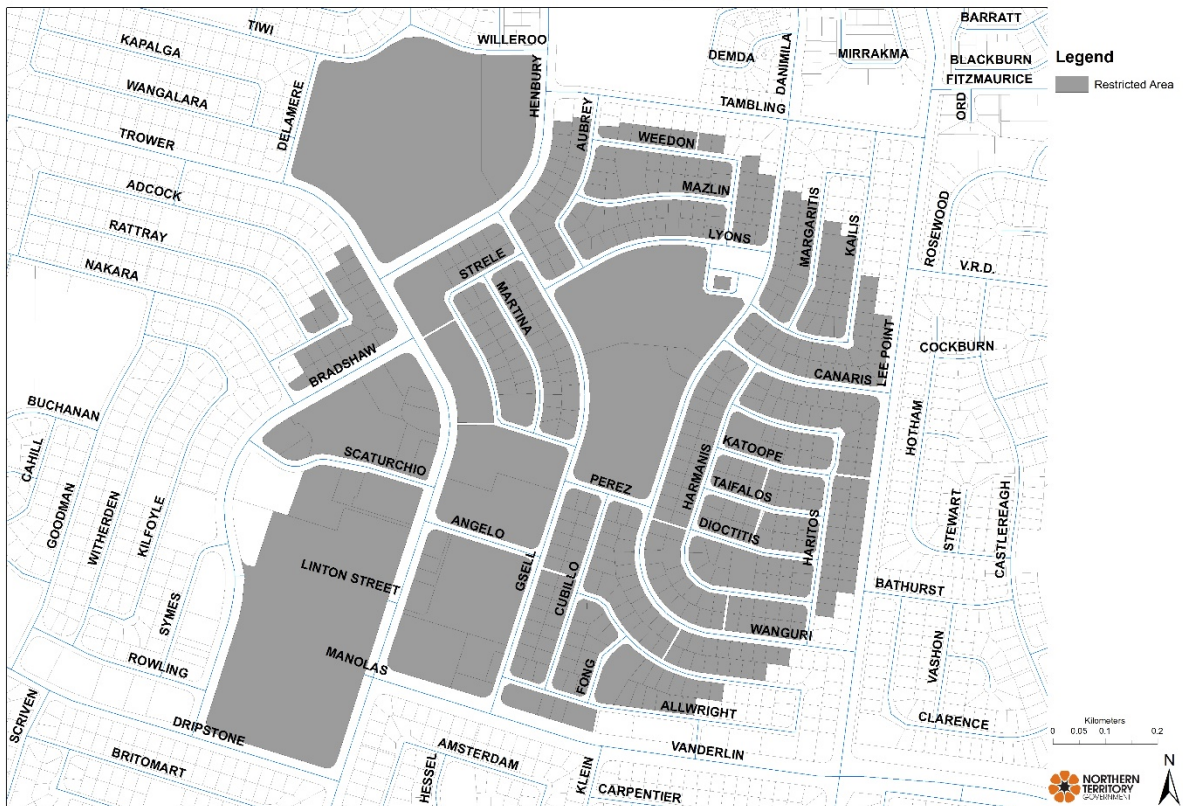 TIWI
WILLEROO
BARRATT
KAPALGA
DEMDA
DANIMILA
MIRRAKMA
BLACKBURN
Legend
FITZMAURICE
Restricted Area
WANGALARA
DELAMERE
HENBURY
AUBREY
TAMBLING
ORD
TROWER
WEEDON
ADCOCK
MAZLIN
MARGARITIS
KAILIS
ROSEWOOD
RATTRAY
LYONS
STRELE
NAKARA
V.R.D.
MARTINA
LEE POINT
COCKBURN
BRADSHAW
CANARIS
BUCHANAN
HOTHAM
CAHILL
SCATURCHIO
KATOOPE
GOODMAN
WITHERDEN
KILFOYLE
PEREZ
HARMANIS
TAIFALOS
STEWART
CASTLEREAGH
ANGELO
DIOCTITIS
HARITOS
LINTON STREET
GSELL
CUBILLO
BATHURST
SYMES
WANGURI
ROWLING
MANOLAS
FONG
VASHON
SCRIVEN
DRIPSTONE
ALLWRIGHT
CLARENCE
Kilometers
0 0.05 0.1 0.2
BRITOMART
AMSTERDAM
HESSEL
VANDERLIN
KLEIN
CARPENTIER
N
NORTHERN
TERRITORY
GOVERNMENT